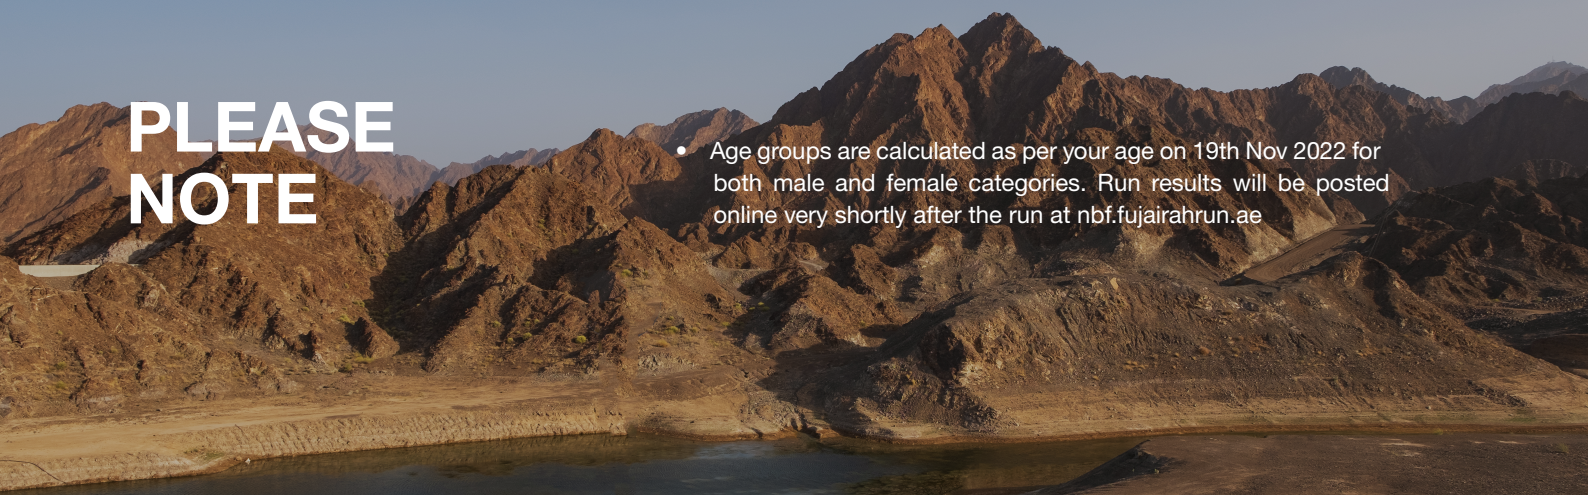 PLEASE
NOTE
• Age groups are calculated as per your age on 19th Nov 2022 for
both male and female categories. Run results will be posted
online very shortly after the run at nbf.fujairahrun.ae